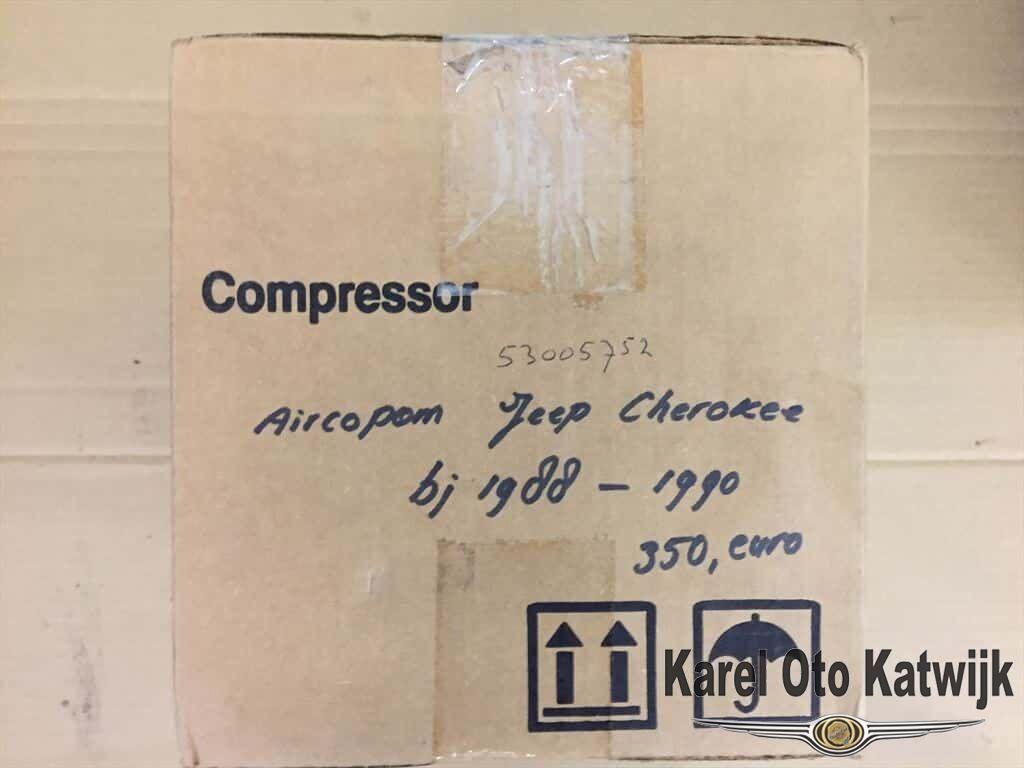 Compressor
53005752
Aircopom Jeep Cherokee
bj 1988 - 1990
350, euro
Karel Oto Katwijk